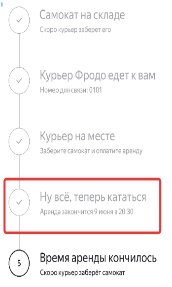 Самокат на складе
Скоро курьер заберет его
Курьер Фродо едет к вам
Номер для связи: 0101
Курьер на месте
Заберите самокат и оплатите аренду
Ну всё, теперь кататься
Аренда закончится 9 июня в 20:30
5
Время аренды кончилось
Скоро курьер заберёт самокат